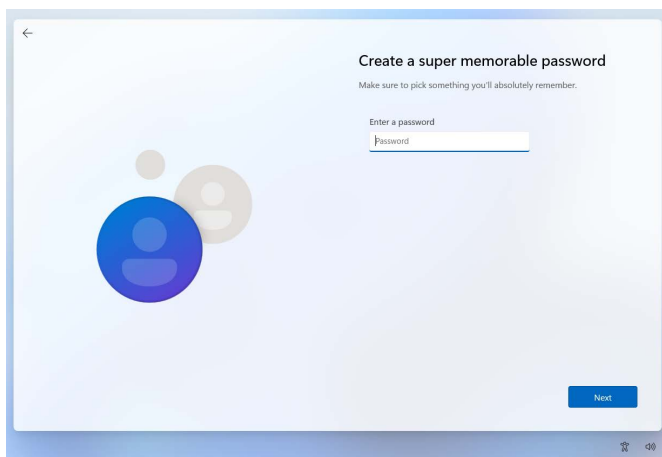 Create a super memorable password
Make sure to pick something you'll absolutely remember.
Enter a password
Password
Next